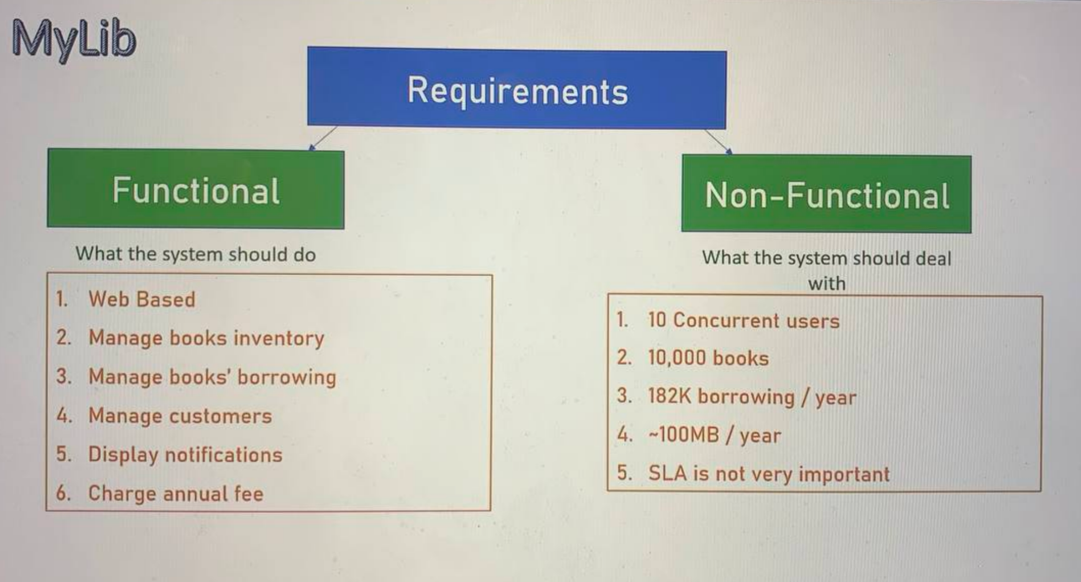 MyLib
Requirements
Functional
What the system should do
1. Web Based
2. Manage books inventory
3. Manage books' borrowing
4. Manage customers
5. Display notifications
6. Charge annual fee
Non-Functional
What the system should deal
with
1. 10 Concurrent users
2. 10,000 books
3. 182K borrowing / year
4. ~100MB / year
5. SLA is not very important